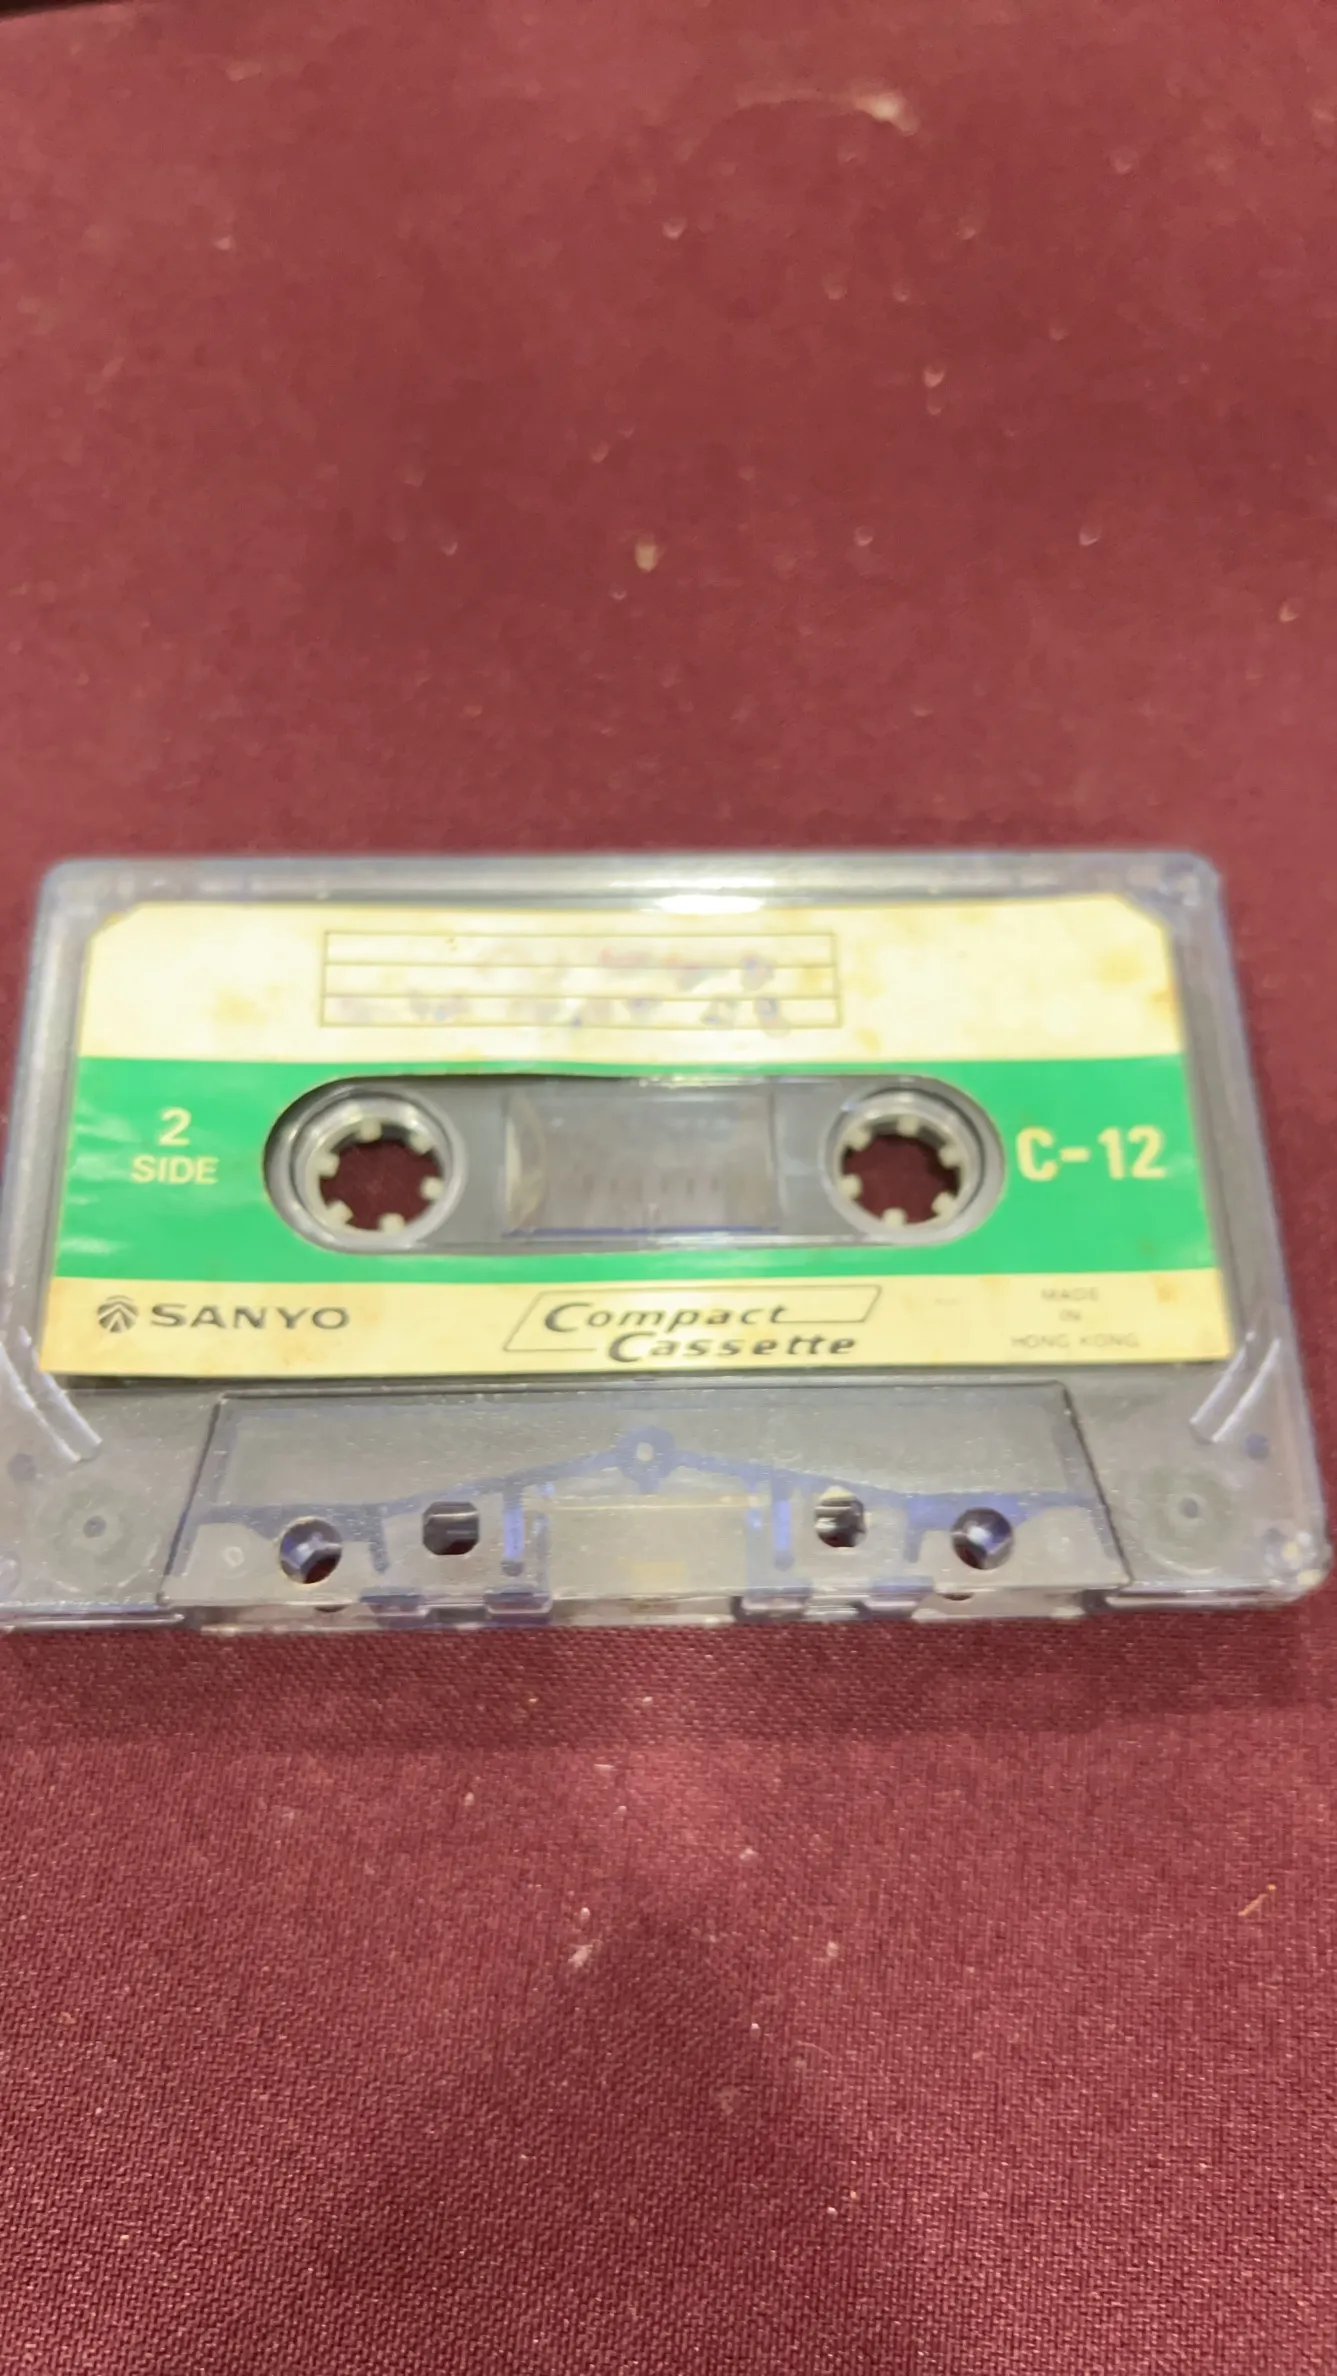 2
SIDE
C-12
SANYO
Compact
Cassette
MADE
IN
HONG KONG